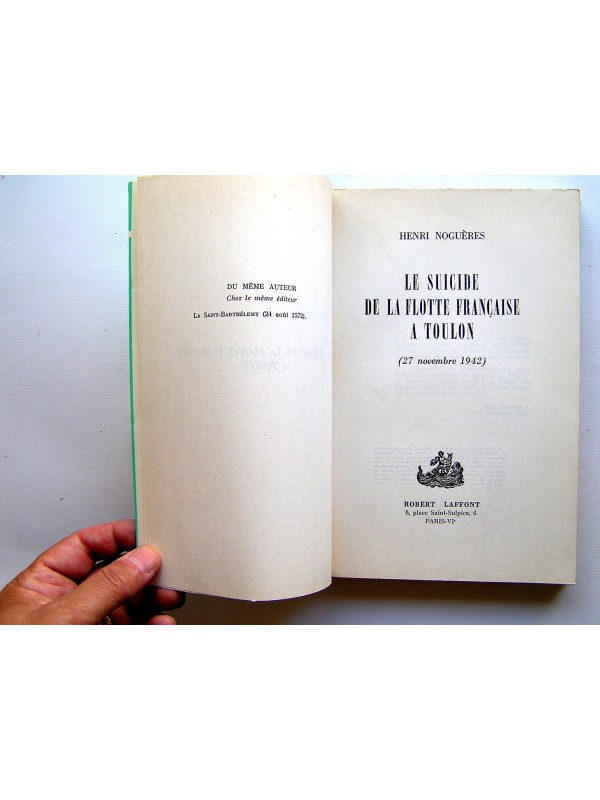 DU MÊME AUTEUR
Chez le même éditeur
LA SAINT-BARTHÉLEMY (24 août 1572).
HENRI NOGUÈRES
LE SUICIDE
DE LA FLOTTE FRANÇAISE
A TOULON
(27 novembre 1942)
ROBERT LAFFONT
6, place Saint-Sulpice, 6
PARIS-VIe